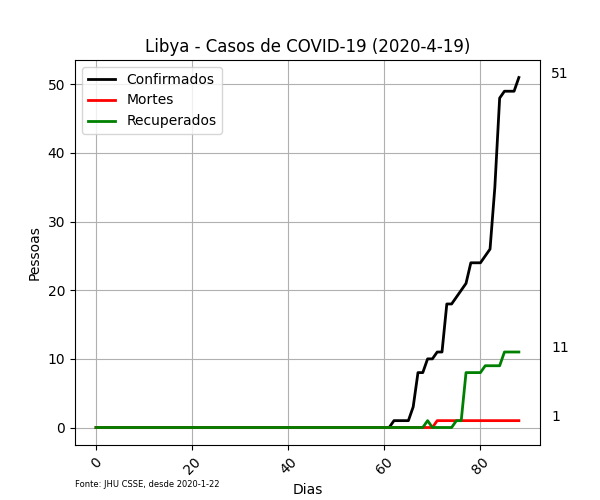 Libya - Casos de COVID-19 (2020-4-19)
Confirmados
Mortes
Recuperados
51
11
1
Pessoas
50
40
30
20
10
0
0
20
40
60
80
Dias
Fonte: JHU CSSE, desde 2020-1-22